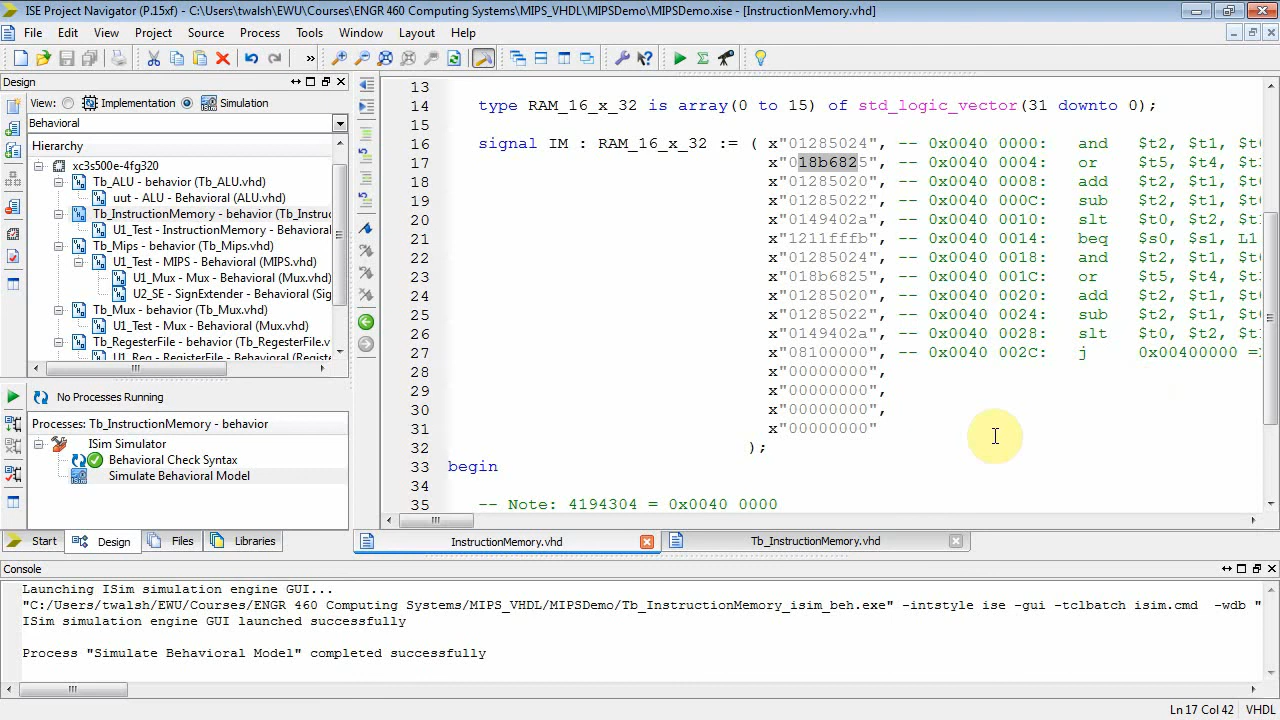 ISE Project Navigator (P.15xf) - C:\Users\twalsh\EWU\Courses\ENGR 460 Computing Systems\MIPS_VHDL\MIPSDemo\MIPSDemo.xise - [InstructionMemory.vhd]
File Edit View Project Source Process Tools Window Layout Help
Design
View: Implementation Simulation
Behavioral
Hierarchy
xc3s500e-4fg320
Tb_ALU - behavior (Tb_ALU.vhd)
uut - ALU - Behavioral (ALU.vhd)
Tb_InstructionMemory - behavior (Tb_Instruc
U1_Test - InstructionMemory - Behavioral
Tb_Mips - behavior (Tb_Mips.vhd)
U1_Test - MIPS - Behavioral (MIPS.vhd)
U1_Mux - Mux - Behavioral (Mux.vhd)
U2_SE - SignExtender - Behavioral (Sig
Tb_Mux - behavior (Tb_Mux.vhd)
U1_Test - Mux - Behavioral (Mux.vhd)
Tb_RegesterFile - behavior (Tb_RegesterFile.v
U1_Reg - RegisterFile - Behavioral (Regist
No Processes Running
Processes: Tb_InstructionMemory - behavior
ISim Simulator
Behavioral Check Syntax
Simulate Behavioral Model
Start Design Files Libraries
13
14 type RAM_16_x_32 is array(0 to 15) of std_logic_vector(31 downto 0);
15
16 signal IM : RAM_16_x_32 := ( x"01285024", -- 0x0040 0000: and $t2, $t1, $t
17 x"018b6825", -- 0x0040 0004: or $t5, $t4, $t
18 x"01285020", -- 0x0040 0008: add $t2, $t1, $t
19 x"01285022", -- 0x0040 000C: sub $t2, $t1, $t
20 x"0149402a", -- 0x0040 0010: slt $t0, $t2, $t
21 x"1211fffb", -- 0x0040 0014: beq $s0, $s1, L1
22 x"01285024", -- 0x0040 0018: and $t2, $t1, $t
23 x"018b6825", -- 0x0040 001C: or $t5, $t4, $t
24 x"01285020", -- 0x0040 0020: add $t2, $t1, $t
25 x"01285022", -- 0x0040 0024: sub $t2, $t1, $t
26 x"0149402a", -- 0x0040 0028: slt $t0, $t2, $t
27 x"08100000", -- 0x0040 002C: j 0x00400000 =
28 x"00000000",
29 x"00000000",
30 x"00000000",
31 x"00000000"
32 );
33 begin
34
35 -- Note: 4194304 = 0x0040 0000
InstructionMemory.vhd Tb_InstructionMemory.vhd
Console
Launching ISim simulation engine GUI...
"C:/Users/twalsh/EWU/Courses/ENGR 460 Computing Systems/MIPS_VHDL/MIPSDemo/Tb_InstructionMemory_isim_beh.exe" -intstyle ise -gui -tclbatch isim.cmd -wdb "
ISim simulation engine GUI launched successfully
Process "Simulate Behavioral Model" completed successfully
Ln 17 Col 42 VHDL